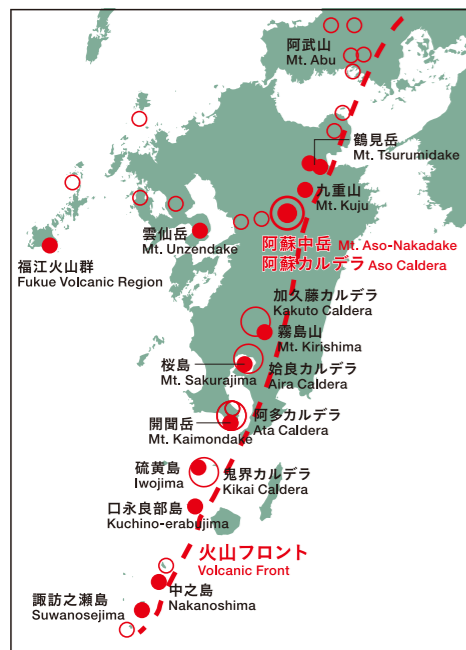 阿武山
Mt. Abu
鶴見岳
Mt. Tsurumidake
九重山
Mt. Kuju
雲仙岳
Mt. Unzendake
阿蘇中岳 Mt. Aso-Nakadake
阿蘇カルデラ Aso Caldera
福江火山群
Fukue Volcanic Region
加久藤カルデラ
Kakuto Caldera
霧島山
Mt. Kirishima
桜島
Mt. Sakurajima
姶良カルデラ
Aira Caldera
開聞岳
Mt. Kaimondake
阿多カルデラ
Ata Caldera
硫黄島
Iwojima
鬼界カルデラ
Kikai Caldera
口永良部島
Kuchino-erabujima
火山フロント
Volcanic Front
中之島
Nakanoshima
諏訪之瀬島
Suwanosejima